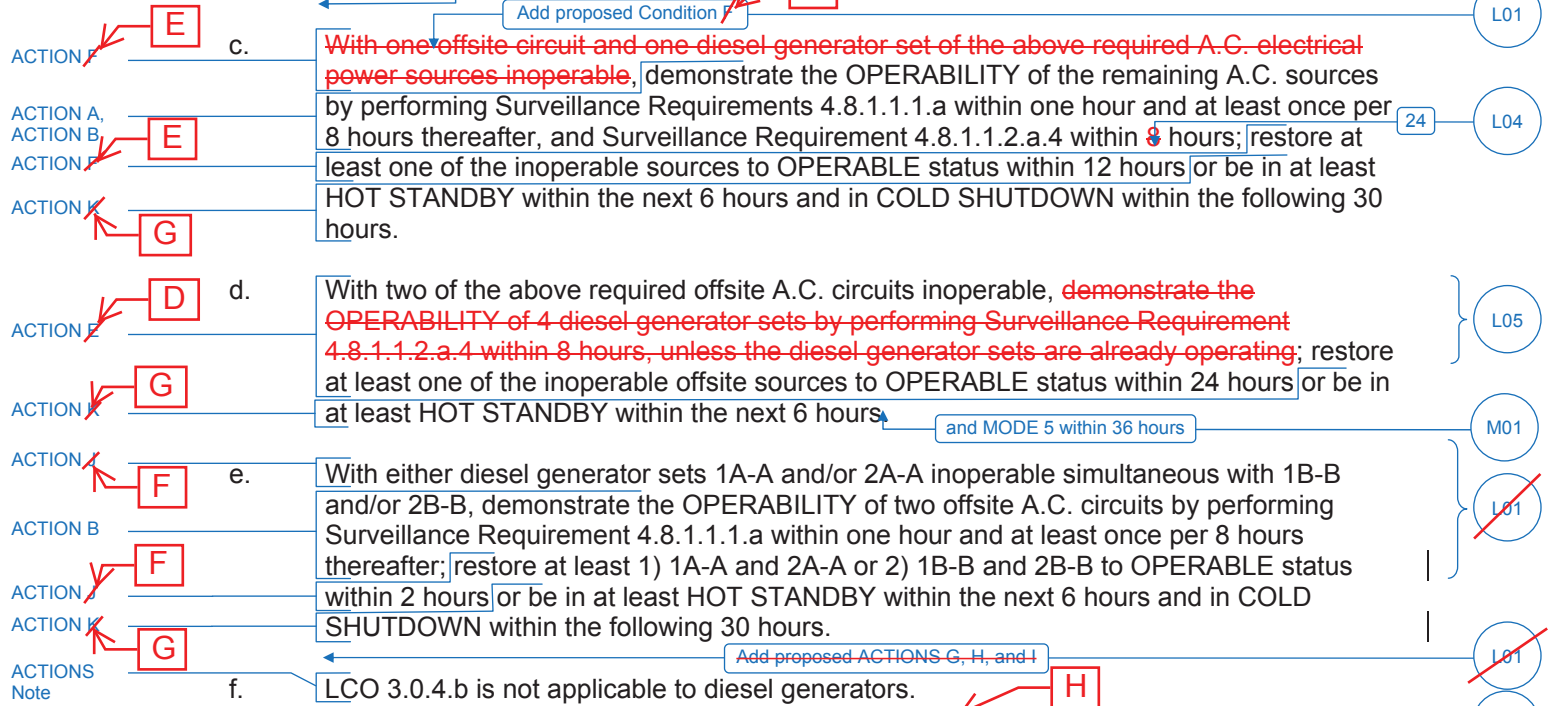 Add proposed Condition F
L01
E
ACTION F
c.
With one offsite circuit and one diesel generator set of the above required A.C. electrical
power sources inoperable, demonstrate the OPERABILITY of the remaining A.C. sources
ACTION A,
by performing Surveillance Requirements 4.8.1.1.1.a within one hour and at least once per
24
L04
ACTION B
E
8 hours thereafter, and Surveillance Requirement 4.8.1.1.2.a.4 within 8 hours; restore at
ACTION F
least one of the inoperable sources to OPERABLE status within 12 hours or be in at least
ACTION K
HOT STANDBY within the next 6 hours and in COLD SHUTDOWN within the following 30
G
hours.
D
d.
With two of the above required offsite A.C. circuits inoperable, demonstrate the
ACTION E
OPERABILITY of 4 diesel generator sets by performing Surveillance Requirement
L05
4.8.1.1.2.a.4 within 8 hours, unless the diesel generator sets are already operating; restore
G
at least one of the inoperable offsite sources to OPERABLE status within 24 hours or be in
ACTION K
at least HOT STANDBY within the next 6 hours.
and MODE 5 within 36 hours
M01
ACTION J
F
e.
With either diesel generator sets 1A-A and/or 2A-A inoperable simultaneous with 1B-B
and/or 2B-B, demonstrate the OPERABILITY of two offsite A.C. circuits by performing
L01
ACTION B
Surveillance Requirement 4.8.1.1.1.a within one hour and at least once per 8 hours
F
thereafter; restore at least 1) 1A-A and 2A-A or 2) 1B-B and 2B-B to OPERABLE status
ACTION J
within 2 hours or be in at least HOT STANDBY within the next 6 hours and in COLD
ACTION K
SHUTDOWN within the following 30 hours.
G
Add proposed ACTIONS G, H, and I
L01
ACTIONS
Note
f.
LCO 3.0.4.b is not applicable to diesel generators.
H